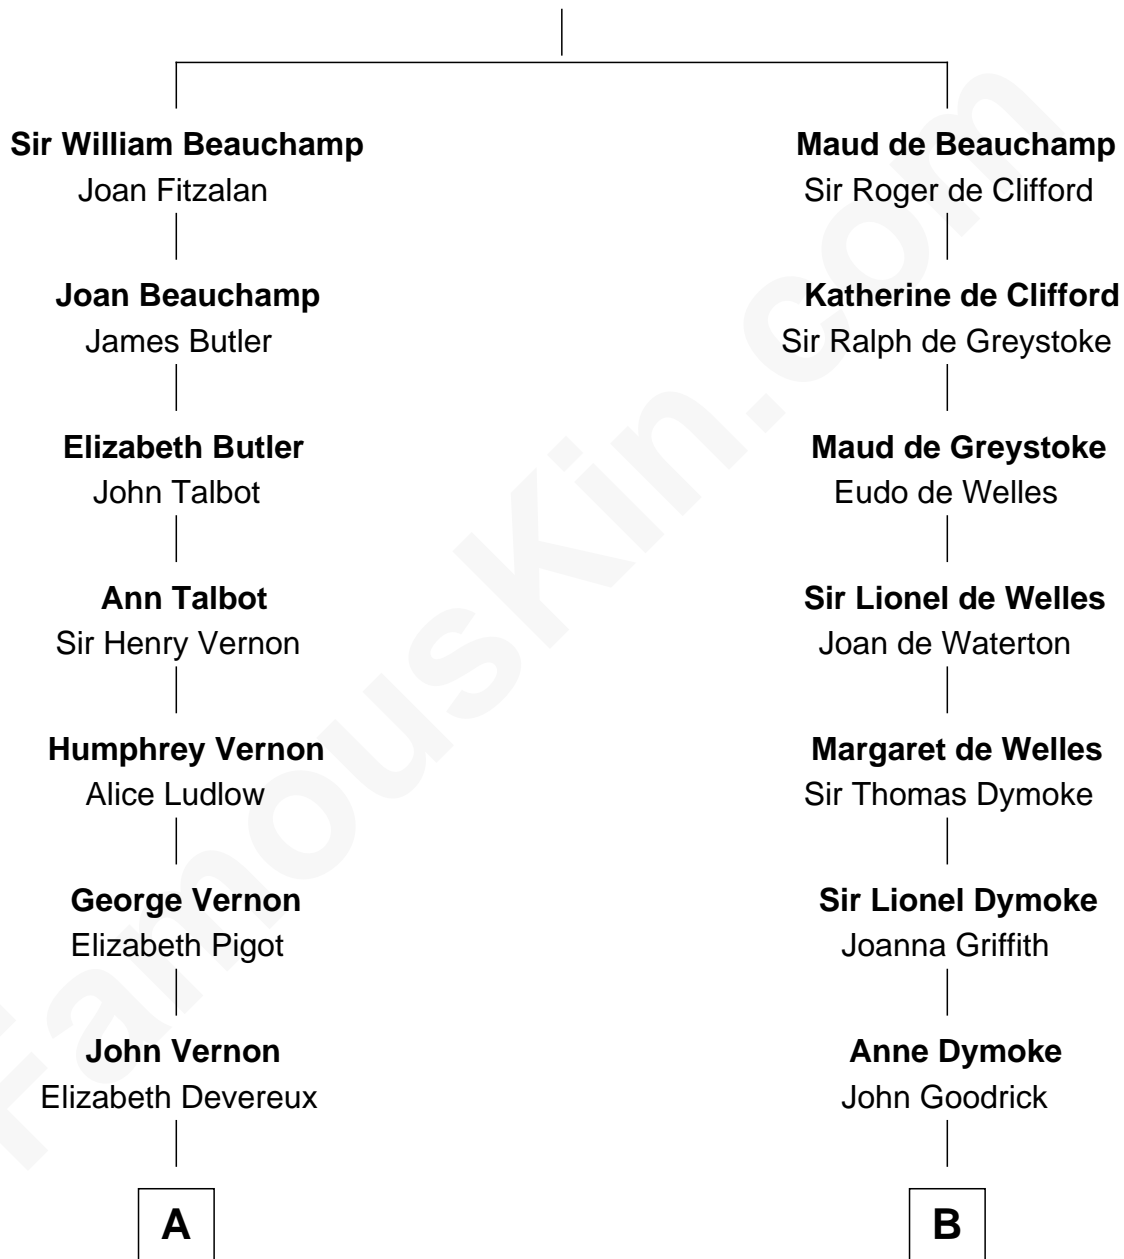 Sir William Beauchamp
Joan Fitzalan
Joan Beauchamp
James Butler
Elizabeth Butler
John Talbot
Ann Talbot
Sir Henry Vernon
Humphrey Vernon
Alice Ludlow
George Vernon
Elizabeth Pigot
John Vernon
Elizabeth Devereux
A
Maud de Beauchamp
Sir Roger de Clifford
Katherine de Clifford
Sir Ralph de Greystoke
Maud de Greystoke
Eudo de Welles
Sir Lionel de Welles
Joan de Waterton
Margaret de Welles
Sir Thomas Dymoke
Sir Lionel Dymoke
Joanna Griffith
Anne Dymoke
John Goodrick
B
FamousKin.com